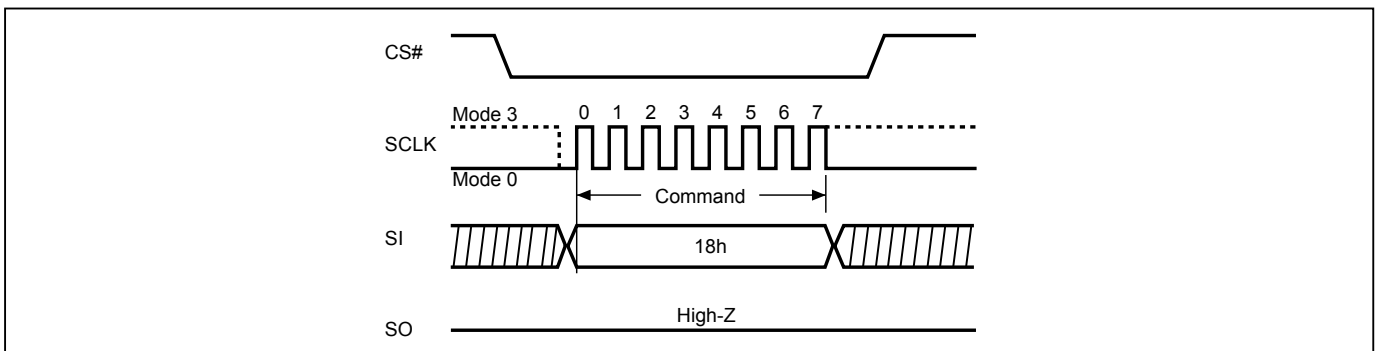 CS#
Mode 3
0 1 2 3 4 5 6 7
SCLK
Mode 0
Command
SI
18h
High-Z
SO